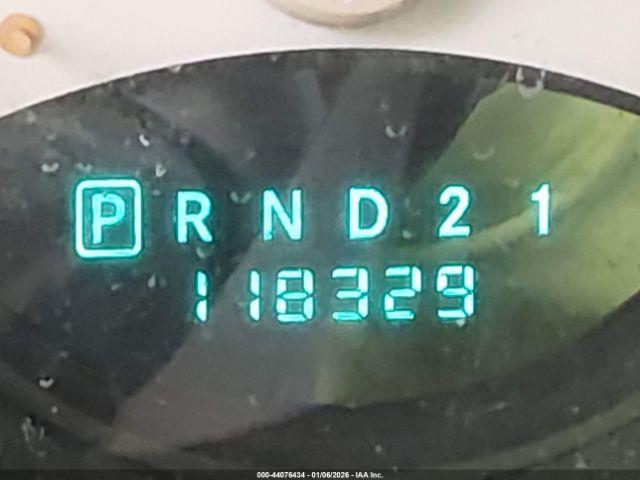 P R N D 2 1
118329
000-44076434 - 01/06/2026 - IAA Inc.